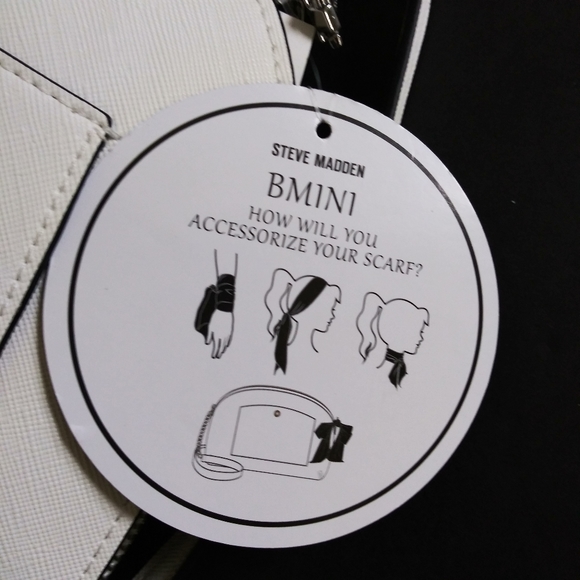 STEVE MADDEN
BMINI
HOW WILL YOU
ACCESSORIZE YOUR SCARF?